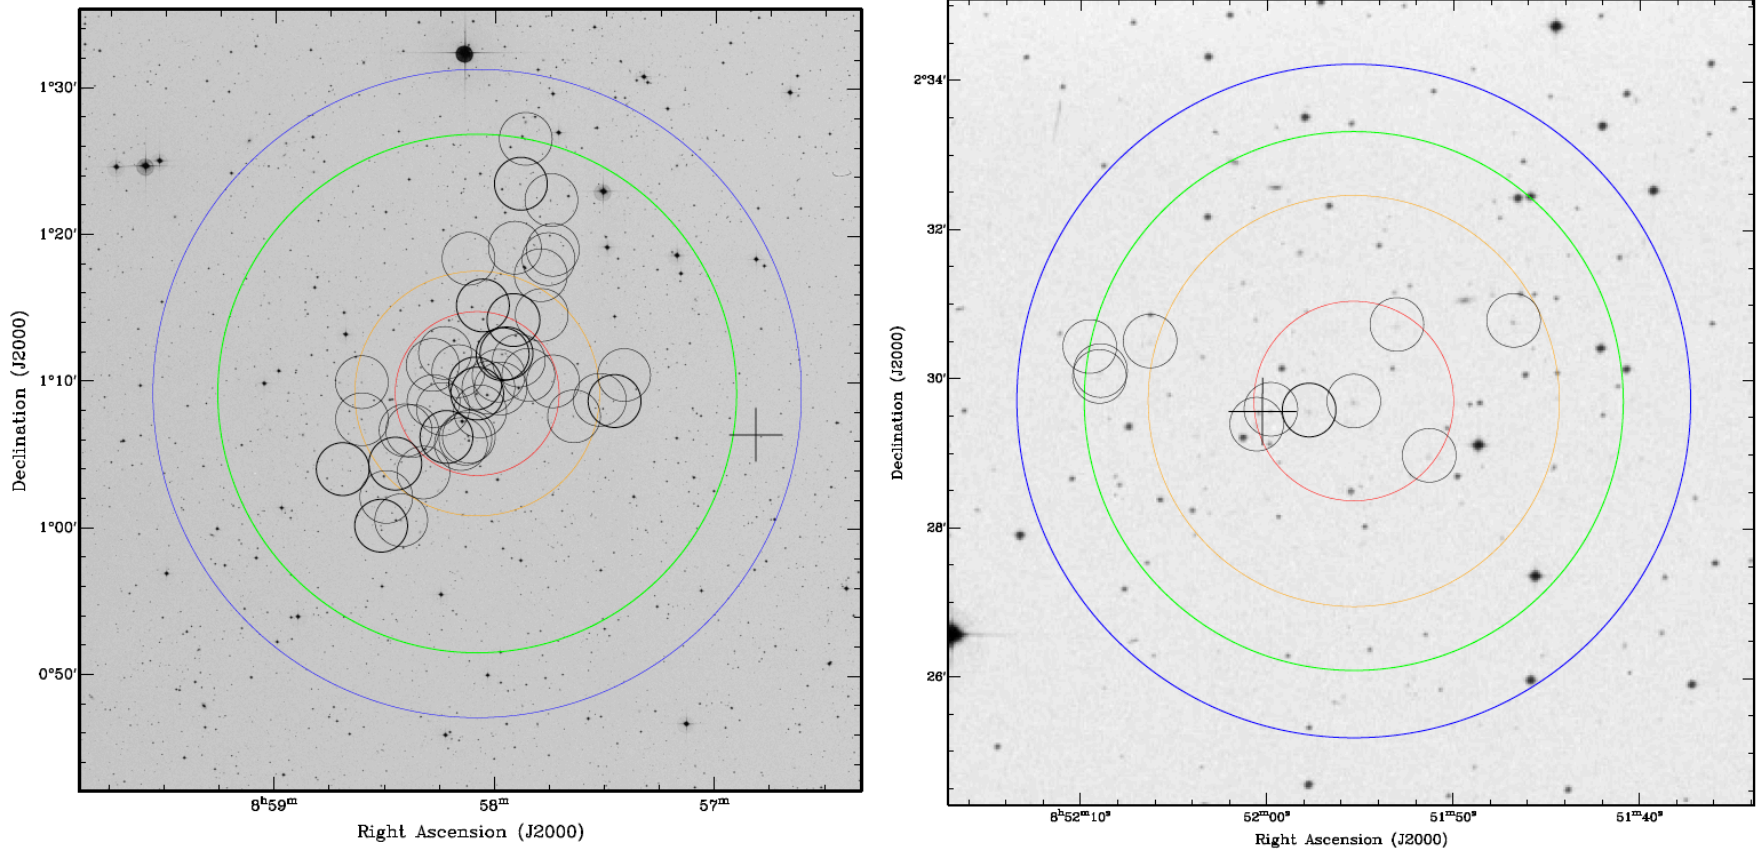 1°30′
1°20′
1°10′
1°00′
0°50′
Declination (J2000)
8ʰ59ᵐ
58ᵐ
57ᵐ
Right Ascension (J2000)
2°34′
32′
30′
28′
26′
Declination (J2000)
8ʰ52ᵐ10ˢ
52ᵐ00ˢ
51ᵐ50ˢ
51ᵐ40ˢ
Right Ascension (J2000)